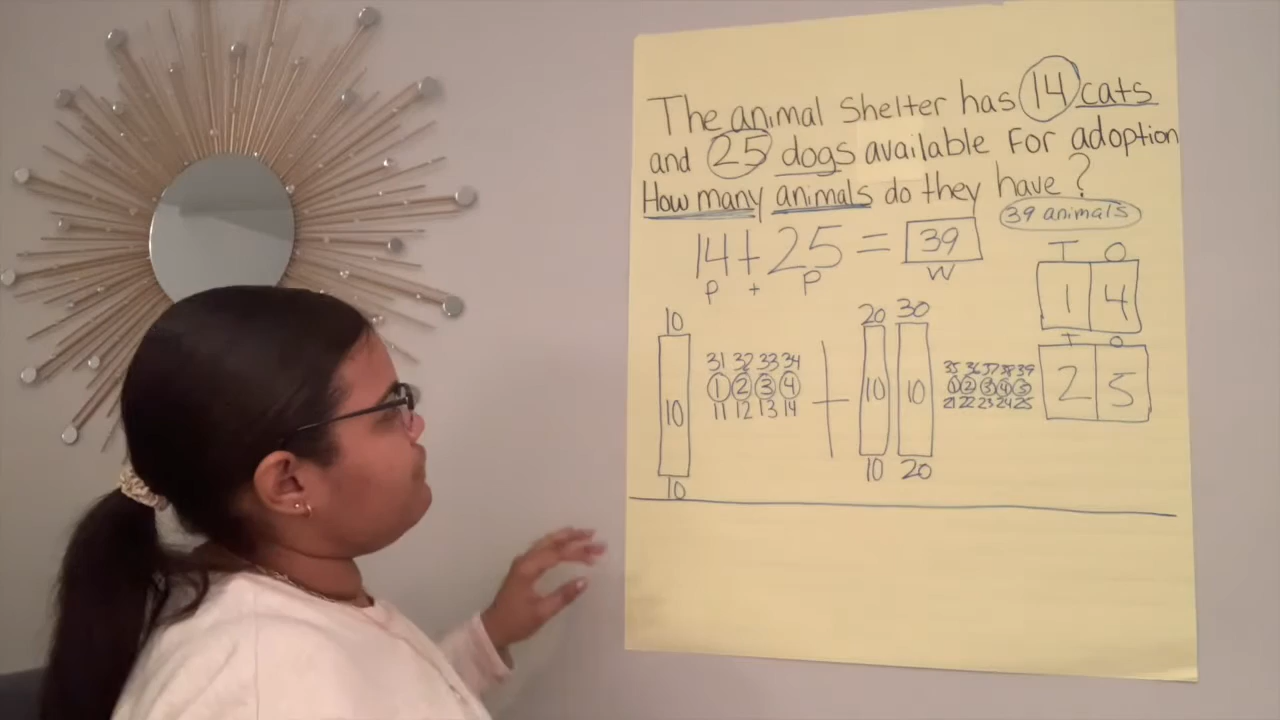 The animal Shelter has 14 cats
and 25 dogs available For adoption
How many animals do they have?
39 animals
14 + 25 = 39
P + P W
T O
1 4
T O
2 5
10 20 30
31 32 33 34 + 35 36 37 38 39
10 1 2 3 4 10 10 1 2 3 4 5
11 12 13 14 21 22 23 24 25
10 10 20